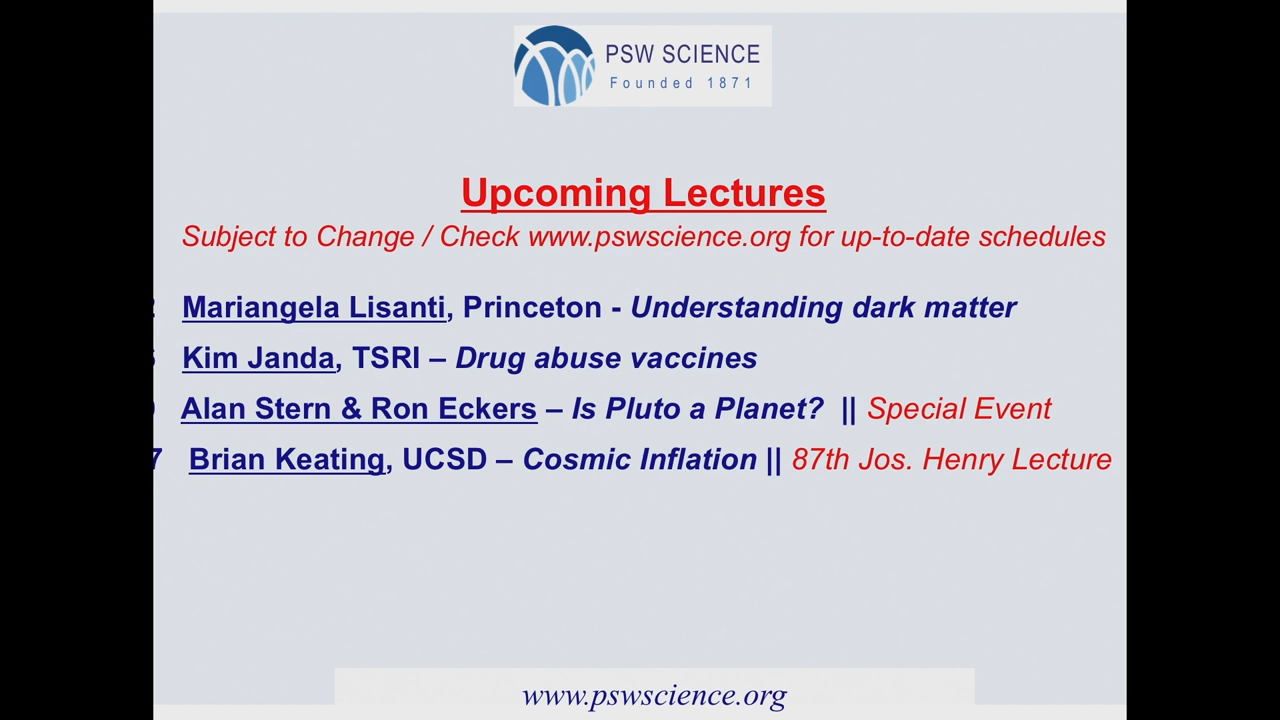 PSW SCIENCE
Founded 1871
Upcoming Lectures
Subject to Change / Check www.pswscience.org for up-to-date schedules
Mariangela Lisanti, Princeton - Understanding dark matter
Kim Janda, TSRI – Drug abuse vaccines
Alan Stern & Ron Eckers – Is Pluto a Planet? || Special Event
7 Brian Keating, UCSD – Cosmic Inflation || 87th Jos. Henry Lecture
www.pswscience.org